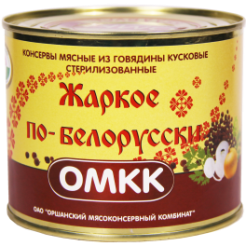 КОНСЕРВЫ МЯСНЫЕ ИЗ ГОВЯДИНЫ КУСКОВЫЕ
СТЕРИЛИЗОВАННЫЕ
Жаркое
по-белорусски
ОМКК
ОАО "ОРШАНСКИЙ МЯСОКОНСЕРВНЫЙ КОМБИНАТ"